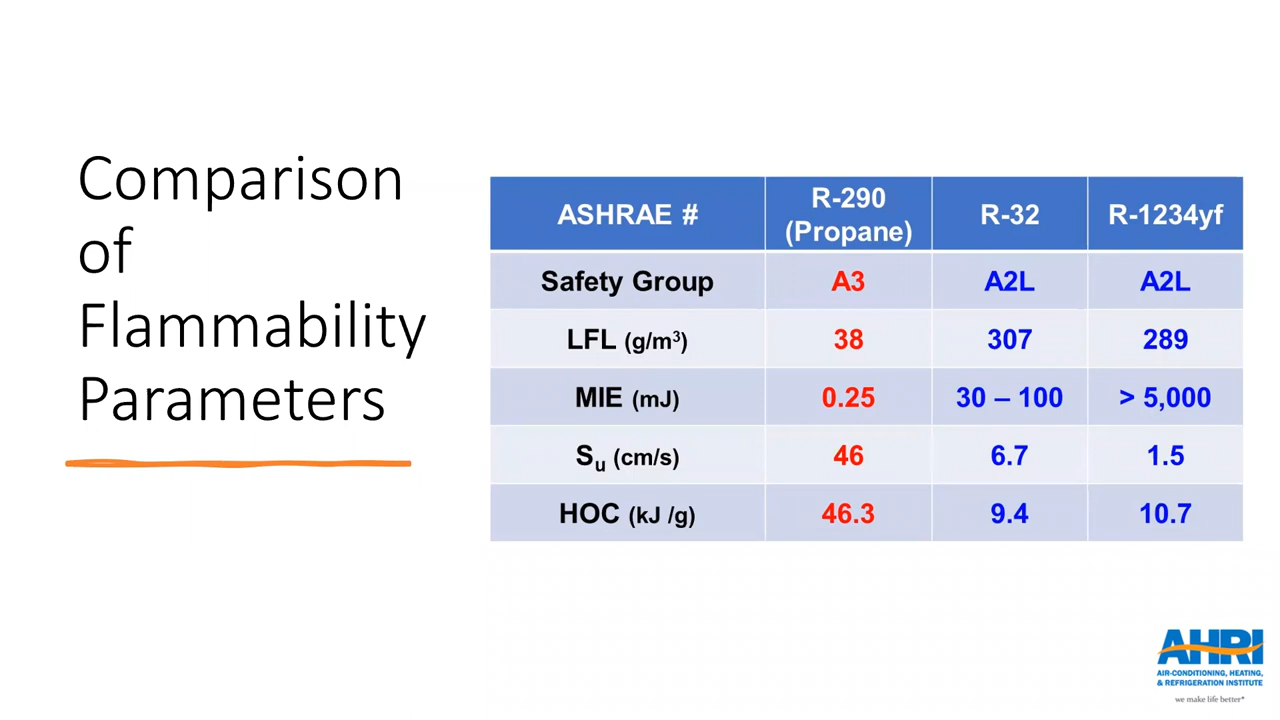 Comparison
of
Flammability
Parameters
ASHRAE # R-290 (Propane) R-32 R-1234yf
Safety Group A3 A2L A2L
LFL (g/m³) 38 307 289
MIE (mJ) 0.25 30 – 100 > 5,000
Su (cm/s) 46 6.7 1.5
HOC (kJ /g) 46.3 9.4 10.7
AHRI
AIR-CONDITIONING, HEATING,
& REFRIGERATION INSTITUTE
we make life better*